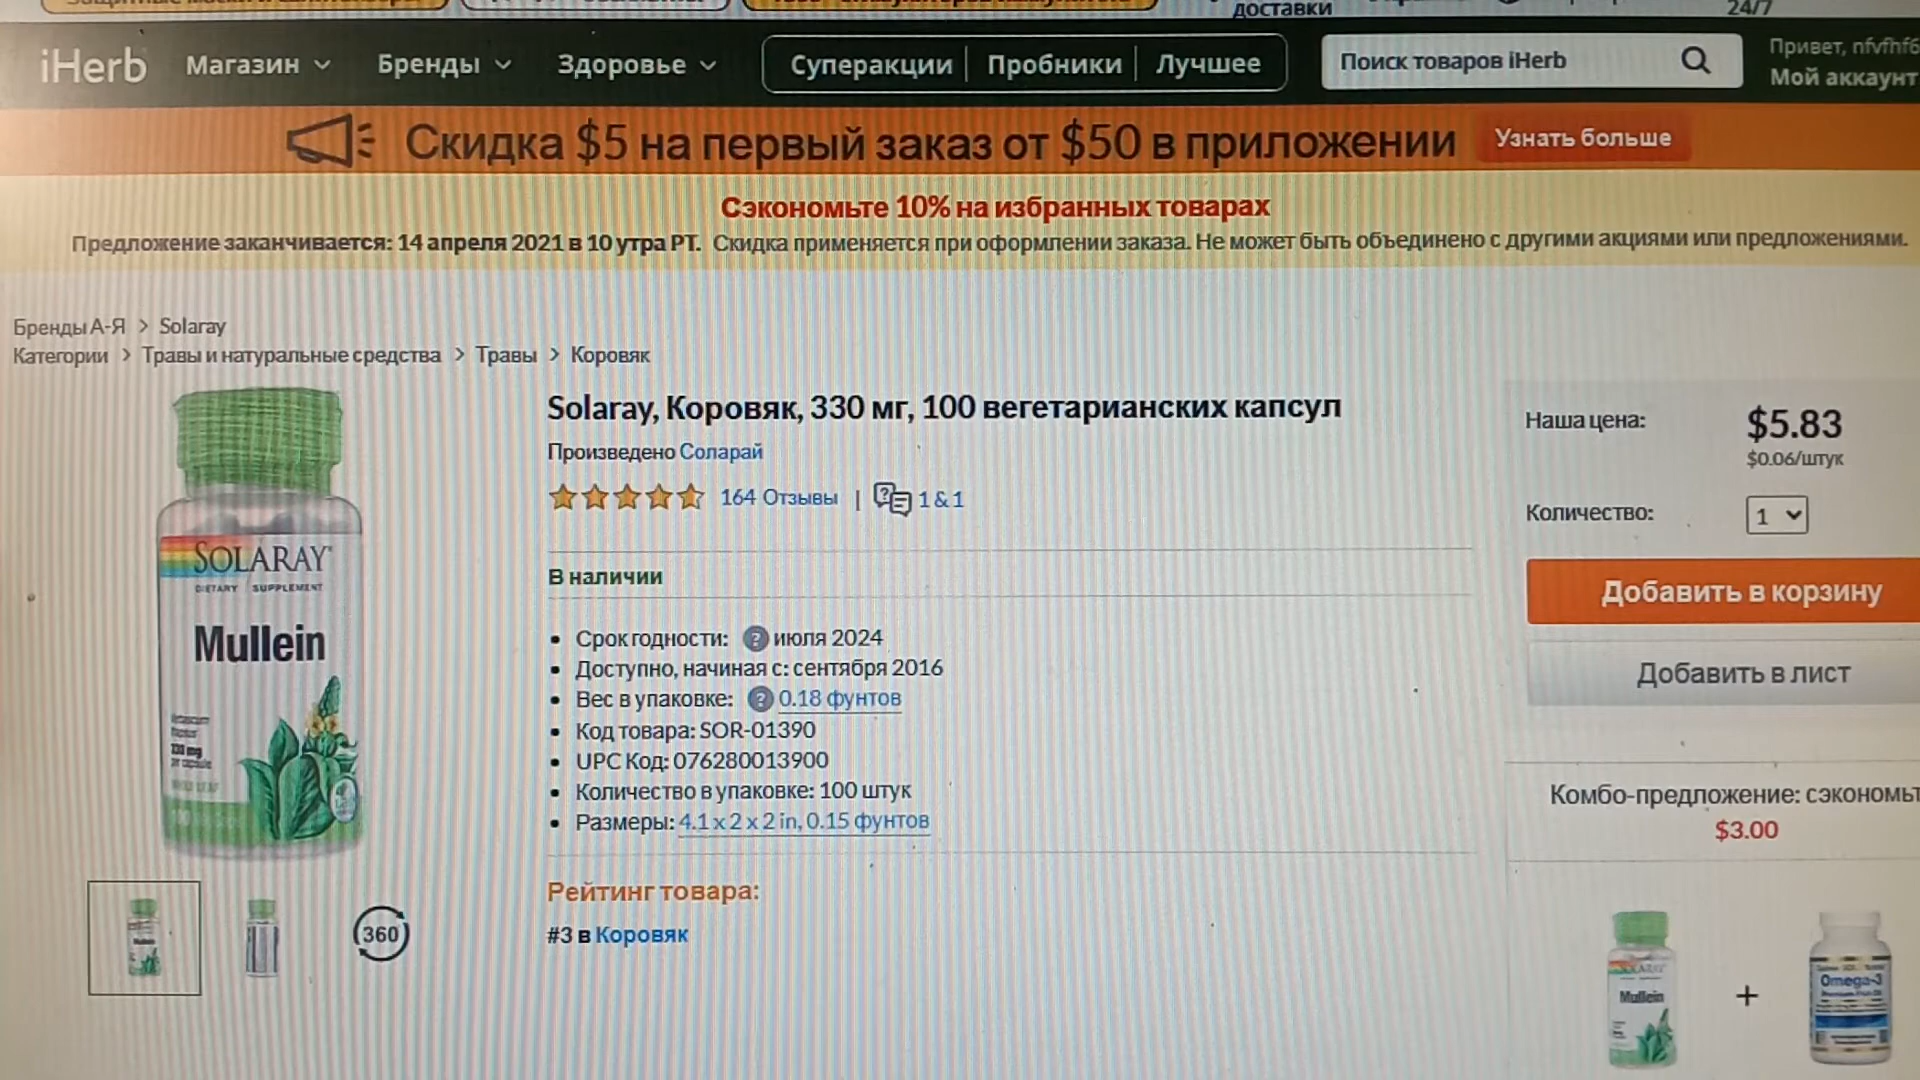 доставки
24/7
iHerb
Магазин
Бренды
Здоровье
Суперакции
Пробники
Лучшее
Поиск товаров iHerb
Привет, nfvfhf6
Мой аккаунт
Скидка $5 на первый заказ от $50 в приложении
Узнать больше
Сэкономьте 10% на избранных товарах
Предложение заканчивается: 14 апреля 2021 в 10 утра PT. Скидка применяется при оформлении заказа. Не может быть объединено с другими акциями или предложениями.
Бренды А-Я > Solaray
Категории > Травы и натуральные средства > Травы > Коровяк
SOLARAY
DIETARY SUPPLEMENT
Mullein
330 mg
per capsule
100
360
Solaray, Коровяк, 330 мг, 100 вегетарианских капсул
Произведено Соларай
164 Отзывы | 1 & 1
В наличии
Срок годности: ? июля 2024
Доступно, начиная с: сентября 2016
Вес в упаковке: ? 0.18 фунтов
Код товара: SOR-01390
UPC Код: 076280013900
Количество в упаковке: 100 штук
Размеры: 4.1 x 2 x 2 in, 0.15 фунтов
Рейтинг товара:
#3 в Коровяк
Наша цена: $5.83
$0.06/штук
Количество: 1
Добавить в корзину
Добавить в лист
Комбо-предложение: сэкономьт
$3.00
SOLARAY
Mullein
+
Omega-3